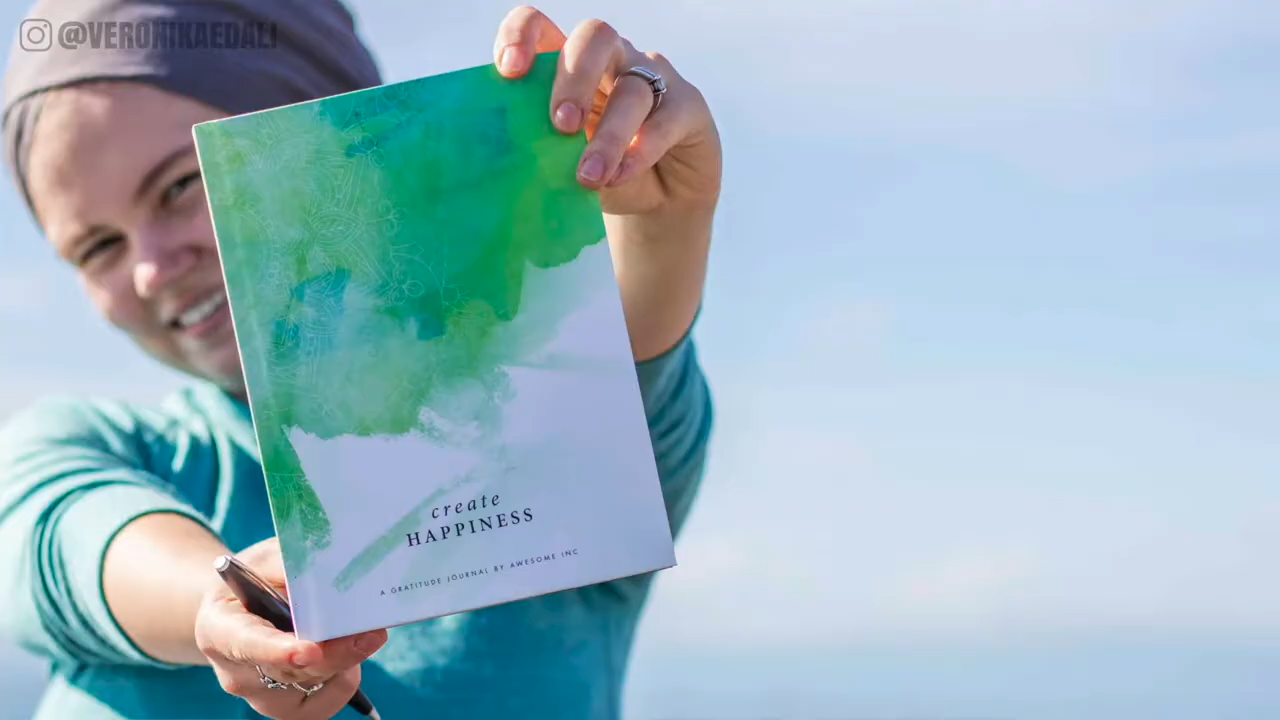 @VERONIKAEDALI
create
HAPPINESS
A GRATITUDE JOURNAL BY AWESOME INC